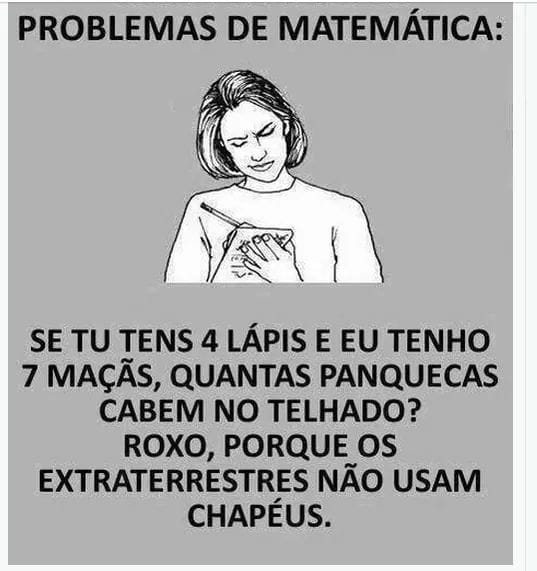 PROBLEMAS DE MATEMÁTICA:
SE TU TENS 4 LÁPIS E EU TENHO
7 MAÇÃS, QUANTAS PANQUECAS
CABEM NO TELHADO?
ROXO, PORQUE OS
EXTRATERRESTRES NÃO USAM
CHAPÉUS.